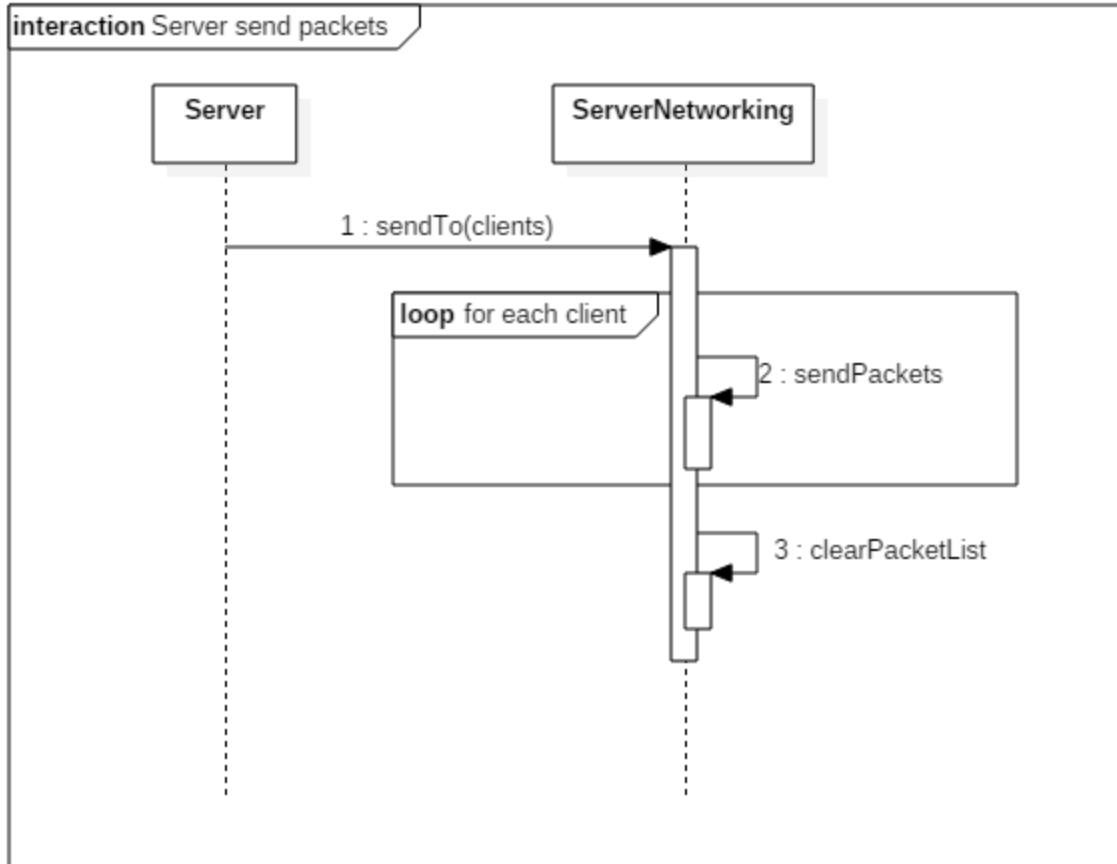 interaction Server send packets
Server
ServerNetworking
1 : sendTo(clients)
loop for each client
2 : sendPackets
3 : clearPacketList